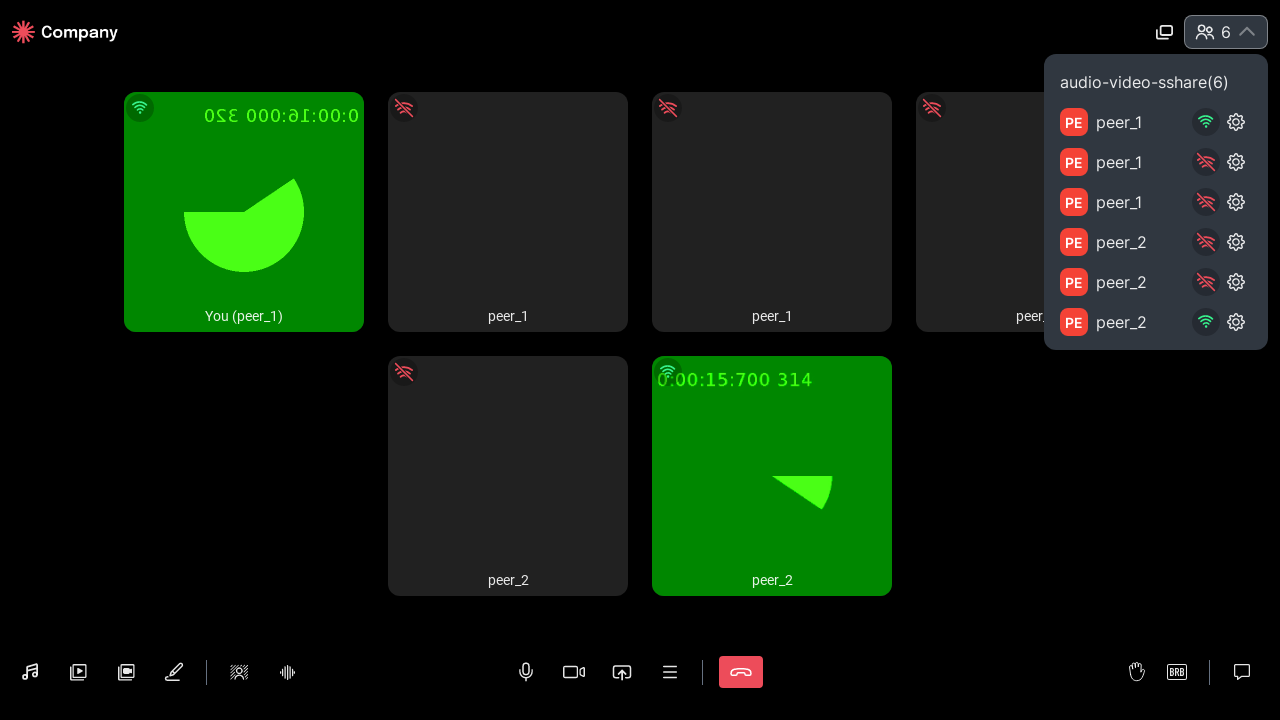 Company
6
audio-video-sshare(6)
PE peer_1
PE peer_1
PE peer_1
PE peer_2
PE peer_2
PE peer_2
0:00:16:000 320
You (peer_1)
peer_1
peer_1
peer_
0:00:15:700 314
peer_2
peer_2
BRB